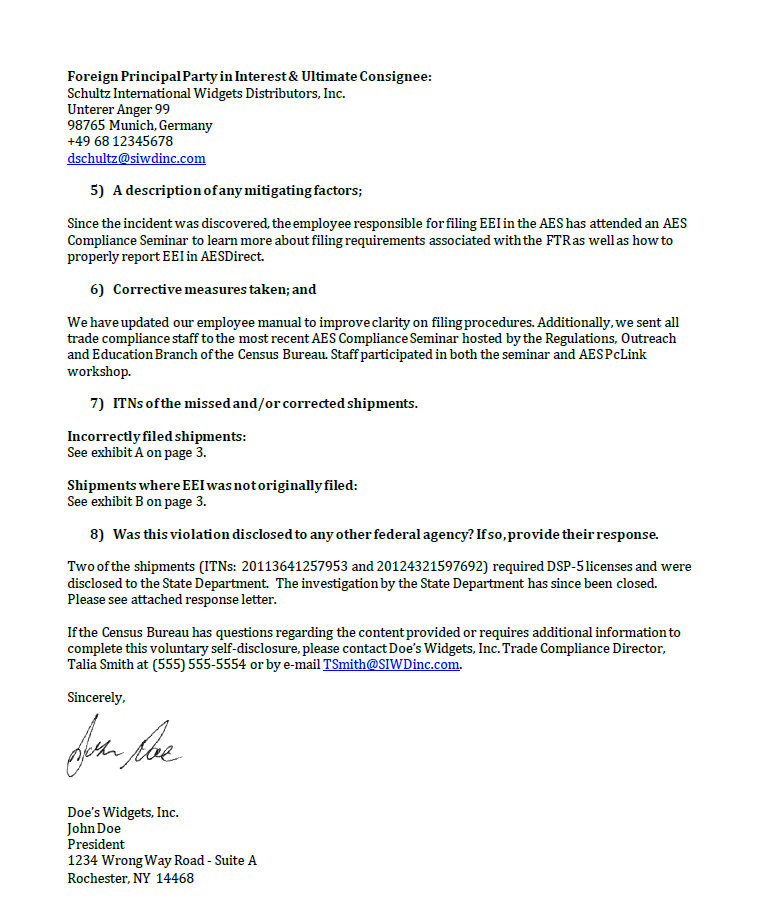 Foreign Principal Party in Interest & Ultimate Consignee:
Schultz International Widgets Distributors, Inc.
Unterer Anger 99
98765 Munich, Germany
+49 68 12345678
dschultz@siwdinc.com
5) A description of any mitigating factors;
Since the incident was discovered, the employee responsible for filing EEI in the AES has attended an AES
Compliance Seminar to learn more about filing requirements associated with the FTR as well as how to
properly report EEI in AESDirect.
6) Corrective measures taken; and
We have updated our employee manual to improve clarity on filing procedures. Additionally, we sent all
trade compliance staff to the most recent AES Compliance Seminar hosted by the Regulations, Outreach
and Education Branch of the Census Bureau. Staff participated in both the seminar and AES PcLink
workshop.
7) ITNs of the missed and/or corrected shipments.
Incorrectly filed shipments:
See exhibit A on page 3.
Shipments where EEI was not originally filed:
See exhibit B on page 3.
8) Was this violation disclosed to any other federal agency? If so, provide their response.
Two of the shipments (ITNs: 20113641257953 and 20124321597692) required DSP-5 licenses and were
disclosed to the State Department. The investigation by the State Department has since been closed.
Please see attached response letter.
If the Census Bureau has questions regarding the content provided or requires additional information to
complete this voluntary self-disclosure, please contact Doe's Widgets, Inc. Trade Compliance Director,
Talia Smith at (555) 555-5554 or by e-mail TSmith@SIWDinc.com.
Sincerely,
John Doe
Doe's Widgets, Inc.
John Doe
President
1234 Wrong Way Road - Suite A
Rochester, NY 14468